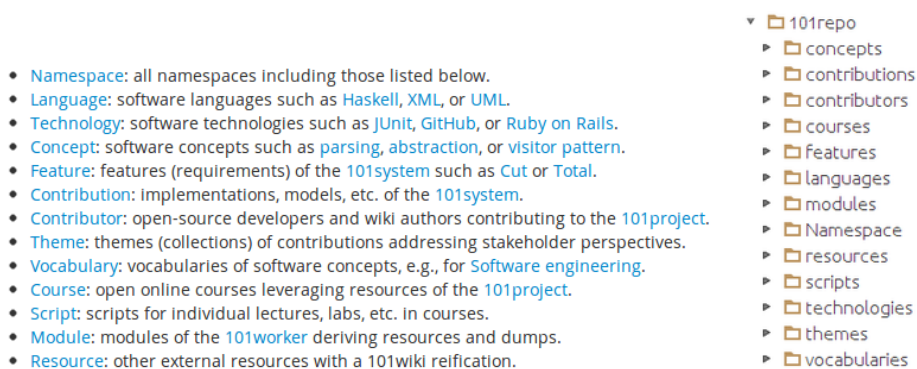 Namespace: all namespaces including those listed below.
Language: software languages such as Haskell, XML, or UML.
Technology: software technologies such as JUnit, GitHub, or Ruby on Rails.
Concept: software concepts such as parsing, abstraction, or visitor pattern.
Feature: features (requirements) of the 101system such as Cut or Total.
Contribution: implementations, models, etc. of the 101system.
Contributor: open-source developers and wiki authors contributing to the 101project.
Theme: themes (collections) of contributions addressing stakeholder perspectives.
Vocabulary: vocabularies of software concepts, e.g., for Software engineering.
Course: open online courses leveraging resources of the 101project.
Script: scripts for individual lectures, labs, etc. in courses.
Module: modules of the 101worker deriving resources and dumps.
Resource: other external resources with a 101wiki reification.
101repo
concepts
contributions
contributors
courses
features
languages
modules
Namespace
resources
scripts
technologies
themes
vocabularies